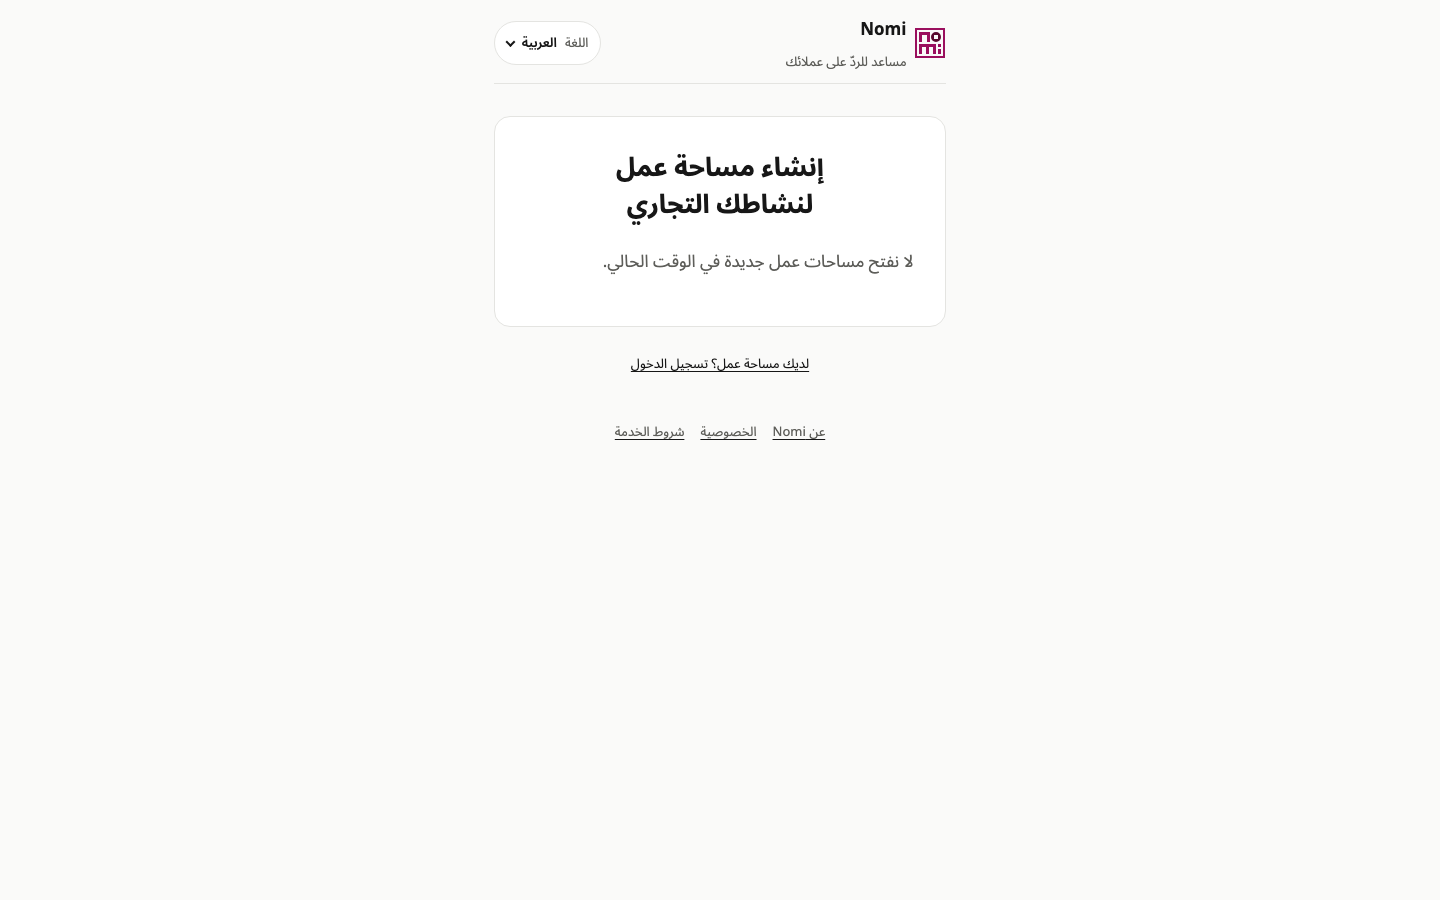 Nomi
مساعد للردّ على عملائك
اللغة العربية
إنشاء مساحة عمل
لنشاطك التجاري
لا نفتح مساحات عمل جديدة في الوقت الحالي.
لديك مساحة عمل؟ تسجيل الدخول
عن Nomi الخصوصية شروط الخدمة